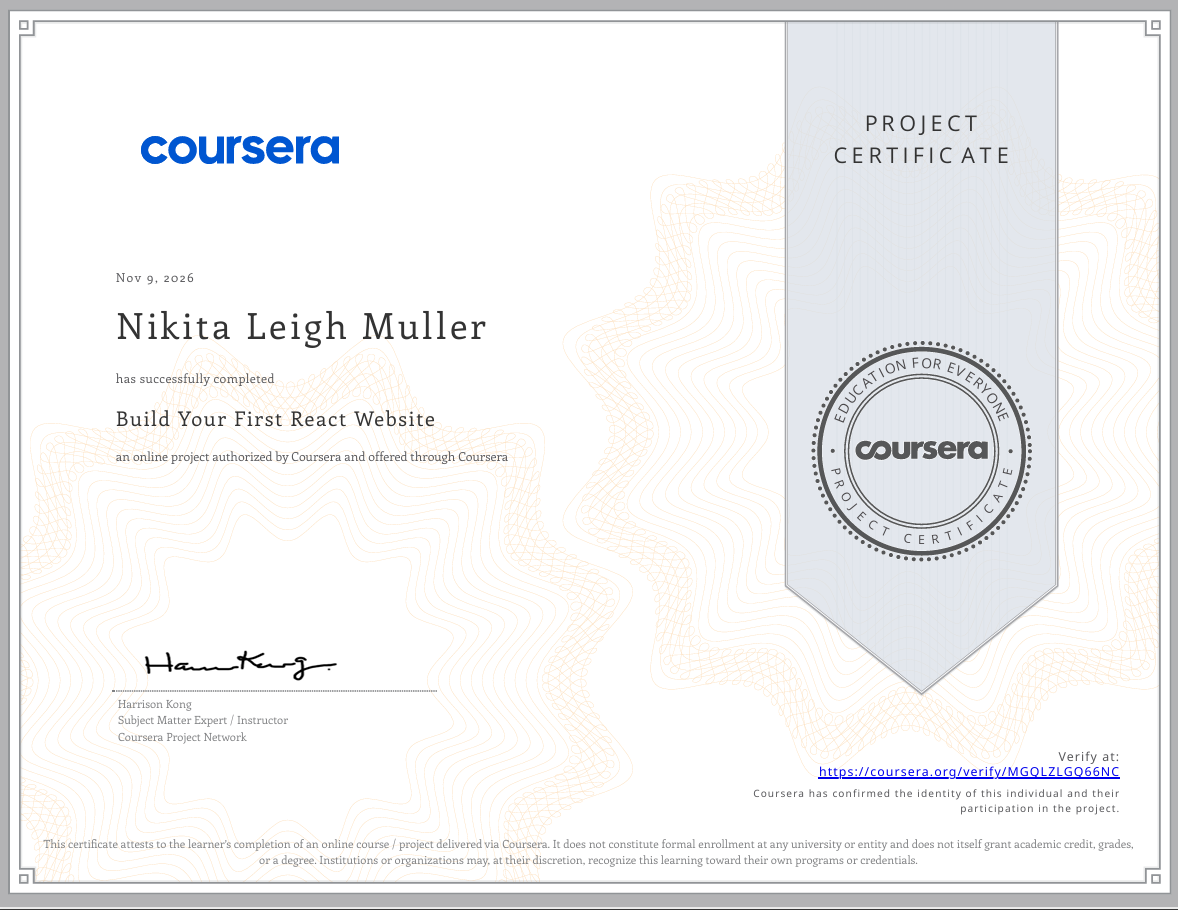 coursera
PROJECT
CERTIFICATE
Nov 9, 2026
Nikita Leigh Muller
has successfully completed
Build Your First React Website
an online project authorized by Coursera and offered through Coursera
EDUCATION FOR EVERYONE
coursera
PROJECT CERTIFICATE
Harrison Kong
Subject Matter Expert / Instructor
Coursera Project Network
Verify at:
https://coursera.org/verify/MGQLZLGQ66NC
Coursera has confirmed the identity of this individual and their
participation in the project.
This certificate attests to the learner's completion of an online course / project delivered via Coursera. It does not constitute formal enrollment at any university or entity and does not itself grant academic credit, grades,
or a degree. Institutions or organizations may, at their discretion, recognize this learning toward their own programs or credentials.